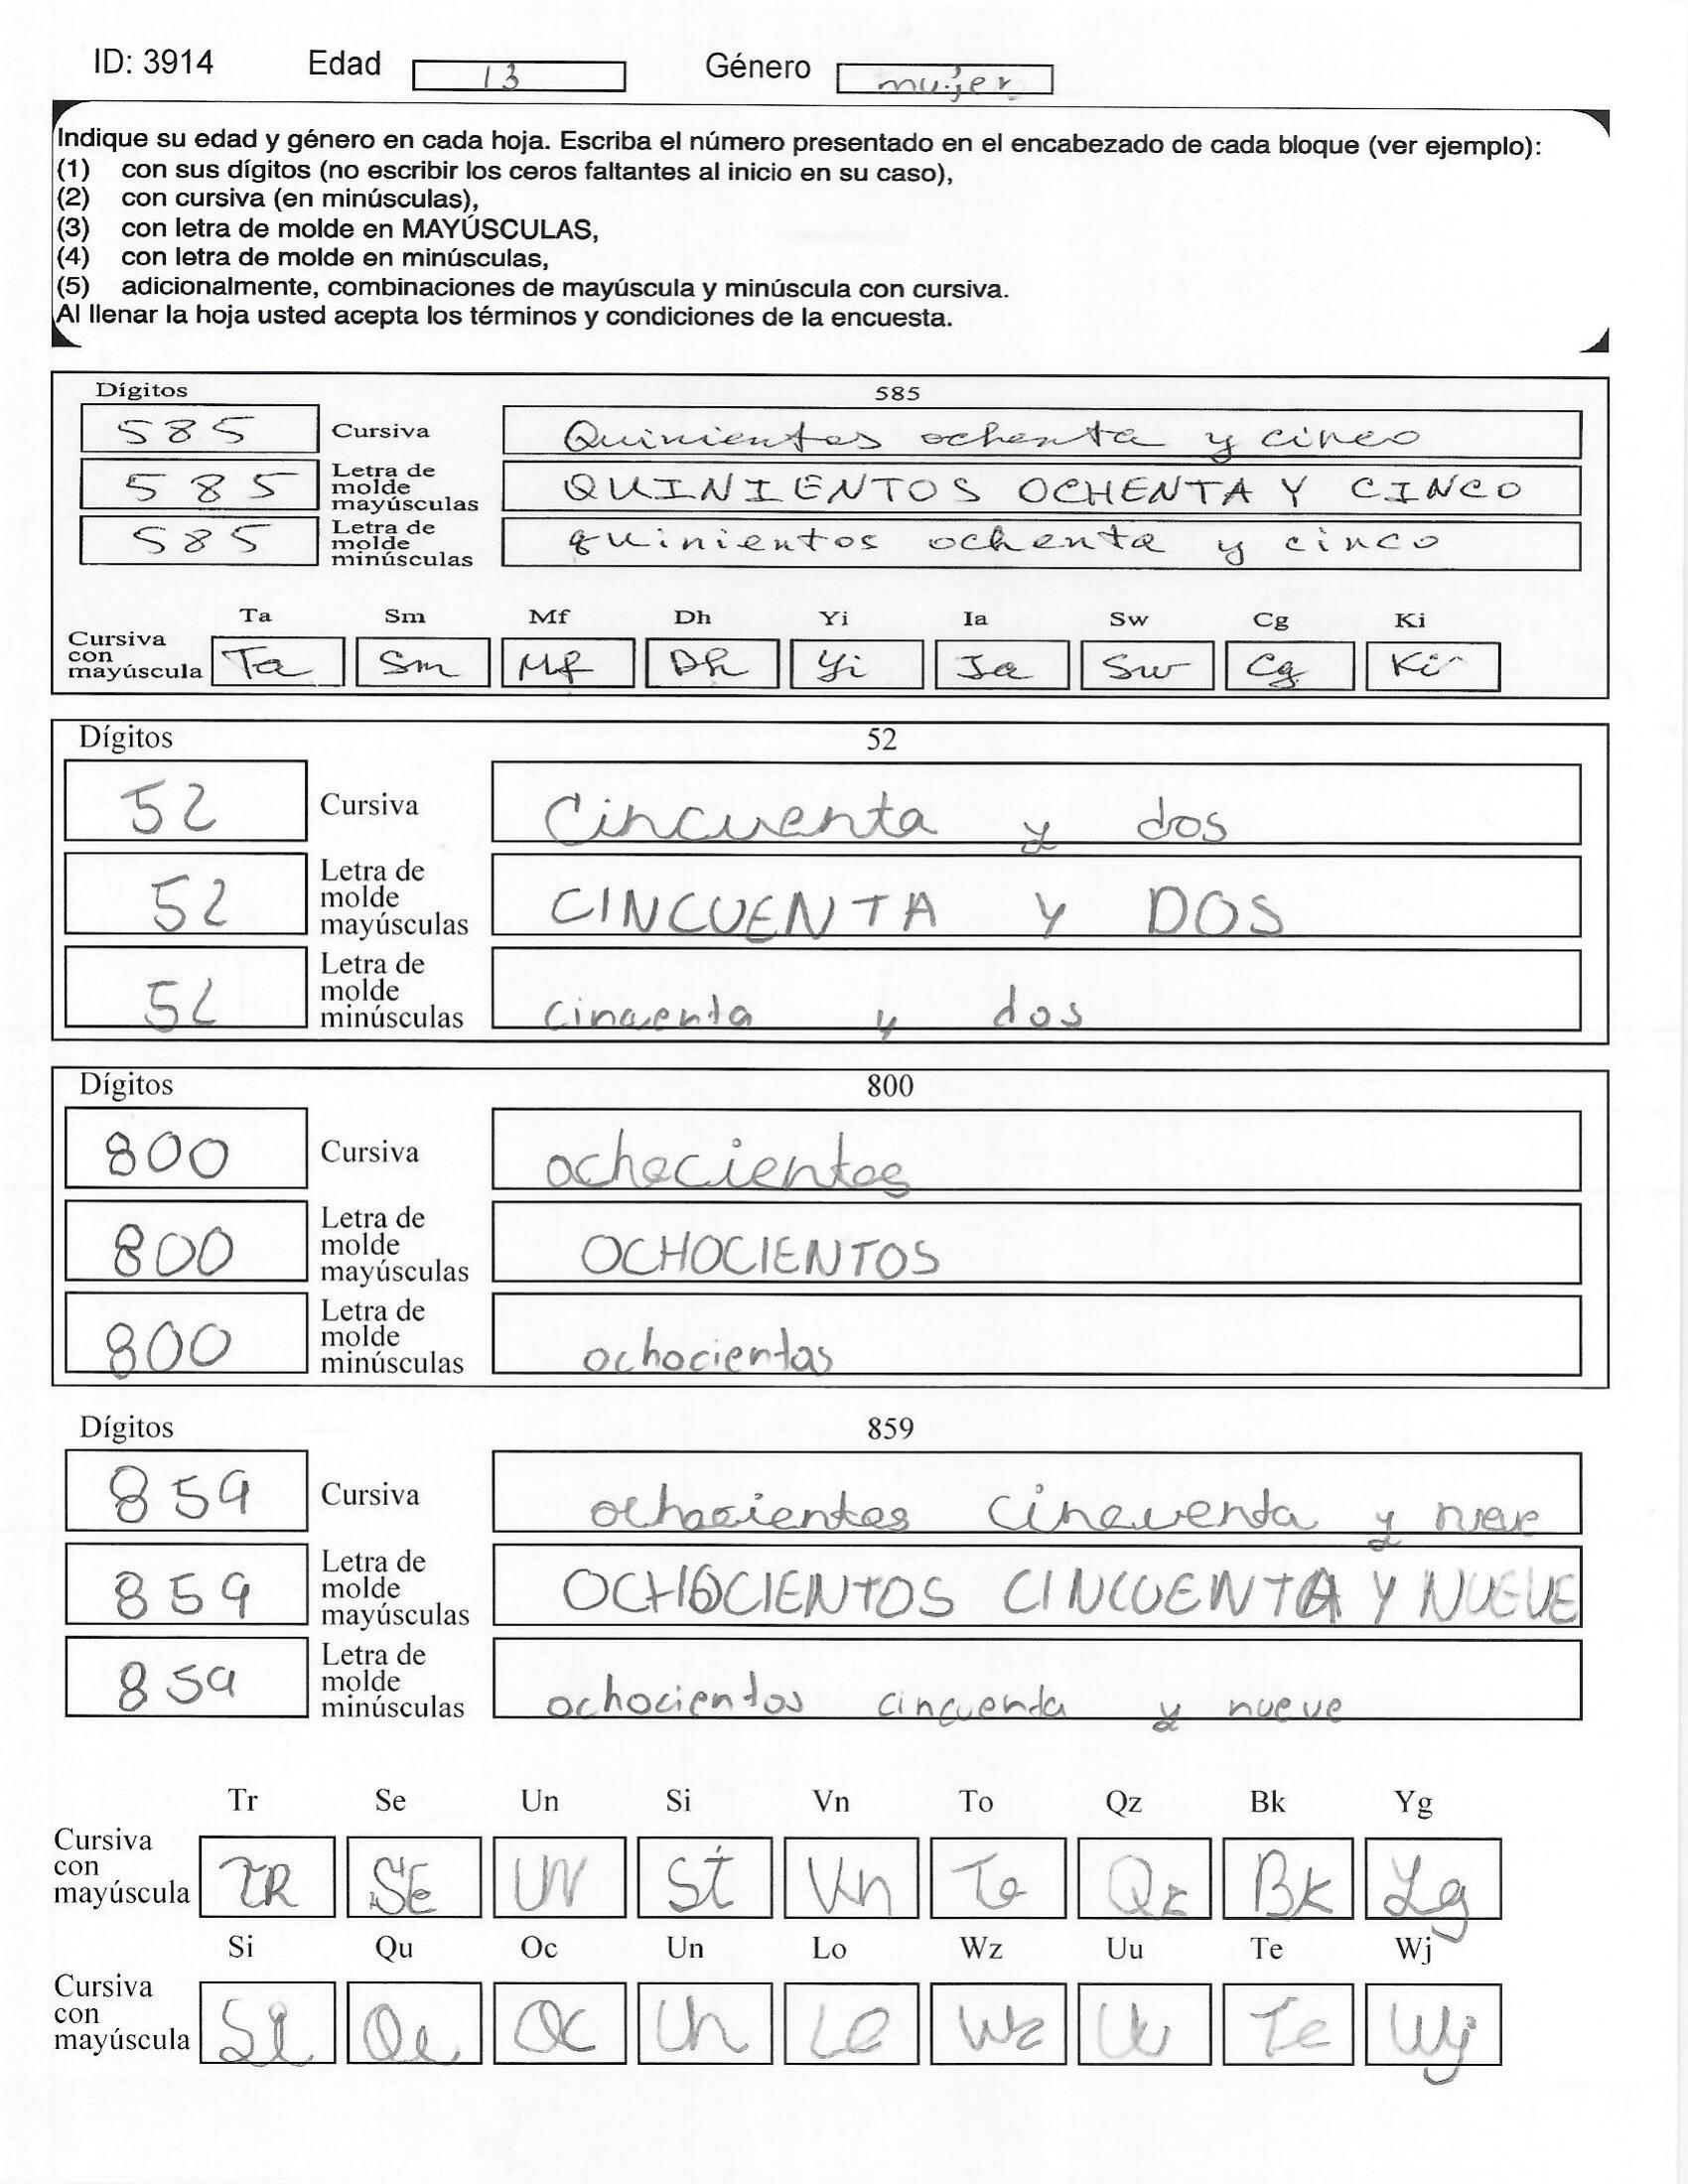 ID: 3914 Edad 13 Género mujer
Indique su edad y género en cada hoja. Escriba el número presentado en el encabezado de cada bloque (ver ejemplo):
(1) con sus dígitos (no escribir los ceros faltantes al inicio en su caso),
(2) con cursiva (en minúsculas),
(3) con letra de molde en MAYÚSCULAS,
(4) con letra de molde en minúsculas,
(5) adicionalmente, combinaciones de mayúscula y minúscula con cursiva.
Al llenar la hoja usted acepta los términos y condiciones de la encuesta.
Dígitos 585
585 Cursiva Quinientos ochenta y cinco
585 Letra de molde mayúsculas QUINIENTOS OCHENTA Y CINCO
585 Letra de molde minúsculas quinientos ochenta y cinco
Ta Sm Mf Dh Yi Ia Sw Cg Ki
Cursiva con mayúscula Ta Sm Mf Dh Yi Ia Sw Cg Ki
Dígitos 52
52 Cursiva Cincuenta y dos
52 Letra de molde mayúsculas CINCUENTA Y DOS
52 Letra de molde minúsculas cincuenta y dos
Dígitos 800
800 Cursiva ochocientos
800 Letra de molde mayúsculas OCHOCIENTOS
800 Letra de molde minúsculas ochocientos
Dígitos 859
859 Cursiva ochocientos cincuenta y nueve
859 Letra de molde mayúsculas OCHOCIENTOS CINCUENTA Y NUEVE
859 Letra de molde minúsculas ochocientos cincuenta y nueve
Tr Se Un Si Vn To Qz Bk Yg
Cursiva con mayúscula TR SE UN Si Vn To Qz Bk Yg
Si Qu Oc Un Lo Wz Uu Te Wj
Cursiva con mayúscula Si Oc Un Lo Wz Uu Te Wj